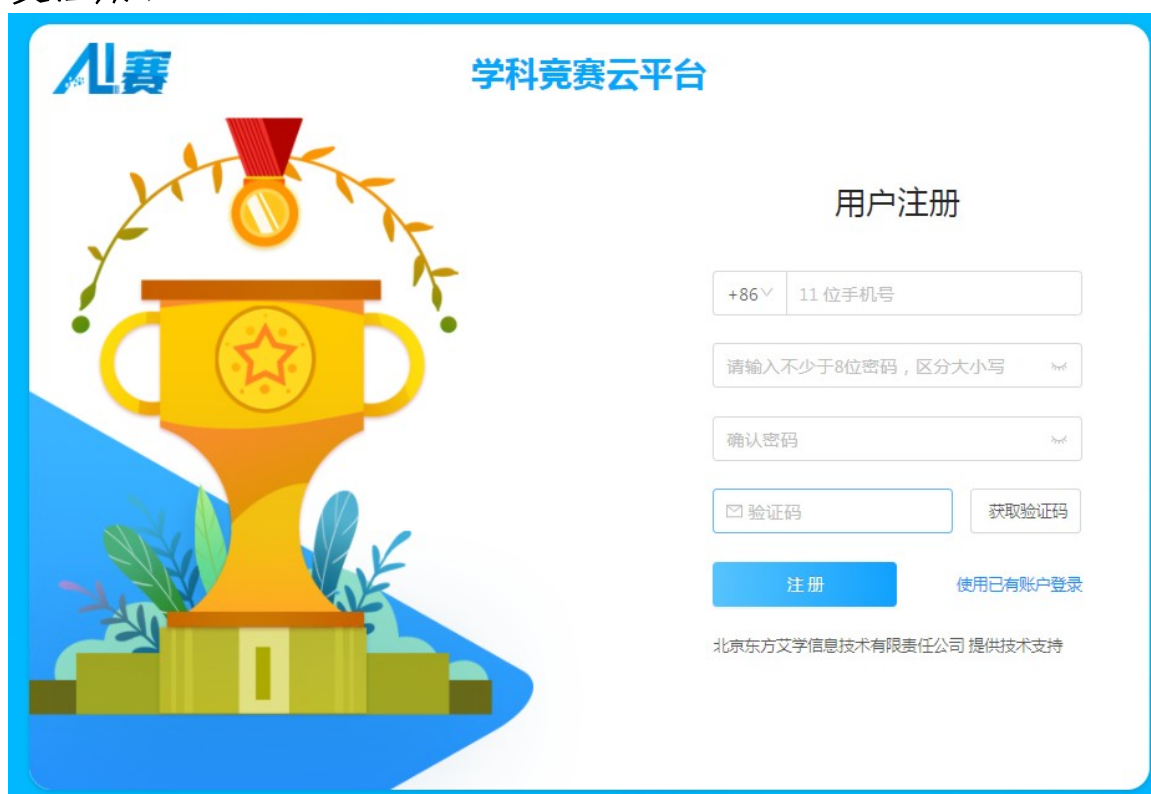 AI赛
学科竞赛云平台
用户注册
+86 11 位手机号
请输入不少于8位密码，区分大小写
确认密码
验证码 获取验证码
注 册 使用已有账户登录
北京东方艾学信息技术有限责任公司 提供技术支持